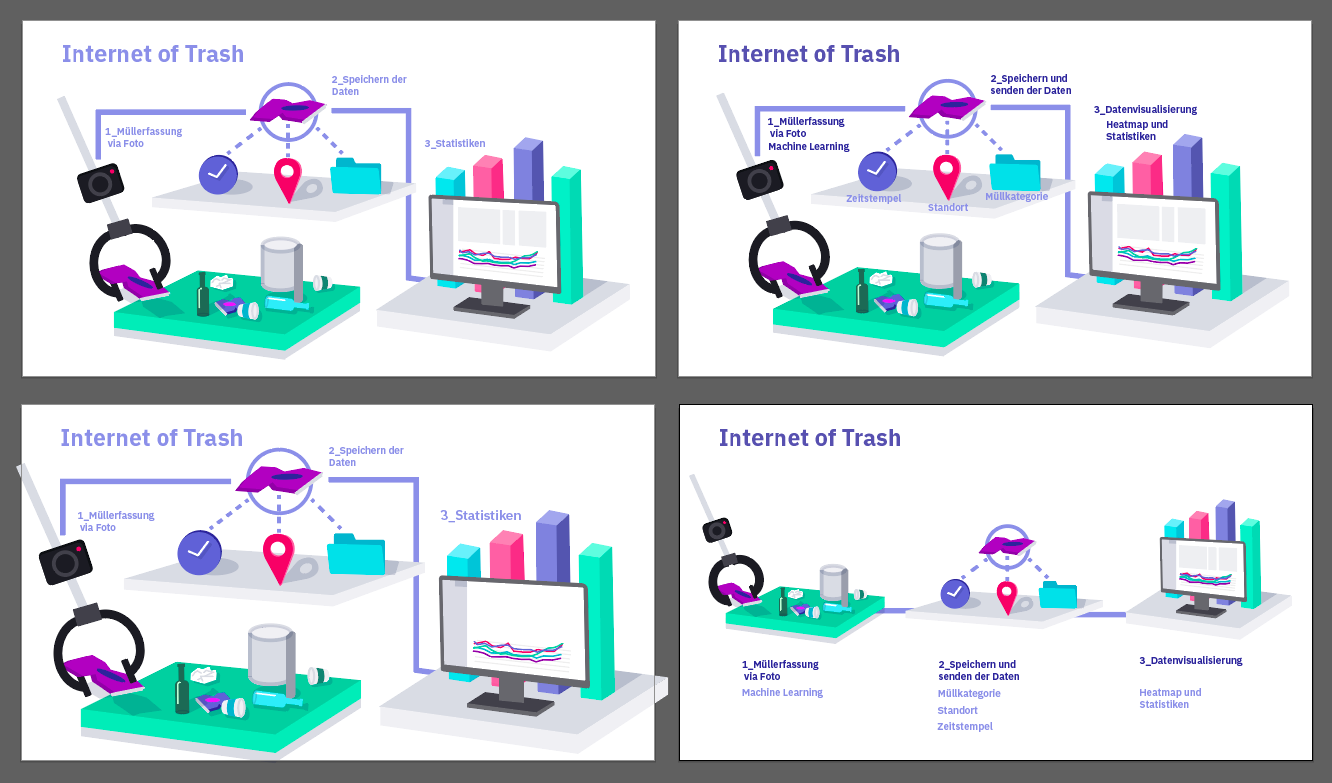 Internet of Trash
2_Speichern der
Daten
1_Müllerfassung
via Foto
3_Statistiken
Internet of Trash
2_Speichern und
senden der Daten
3_Datenvisualisierung
Heatmap und
Statistiken
1_Müllerfassung
via Foto
Machine Learning
Zeitstempel
Standort
Müllkategorie
Internet of Trash
2_Speichern der
Daten
1_Müllerfassung
via Foto
3_Statistiken
Internet of Trash
1_Müllerfassung
via Foto
Machine Learning
2_Speichern und
senden der Daten
Müllkategorie
Standort
Zeitstempel
3_Datenvisualisierung
Heatmap und
Statistiken